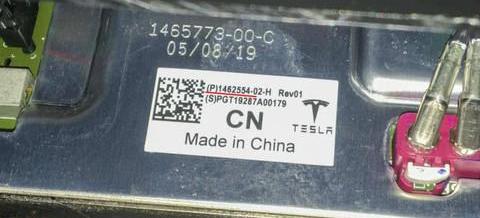 1465773-00-C
05/08/19
(P)1462554-02-H Rev01
(S)PGT19287A00179
CN
TESLA
Made in China